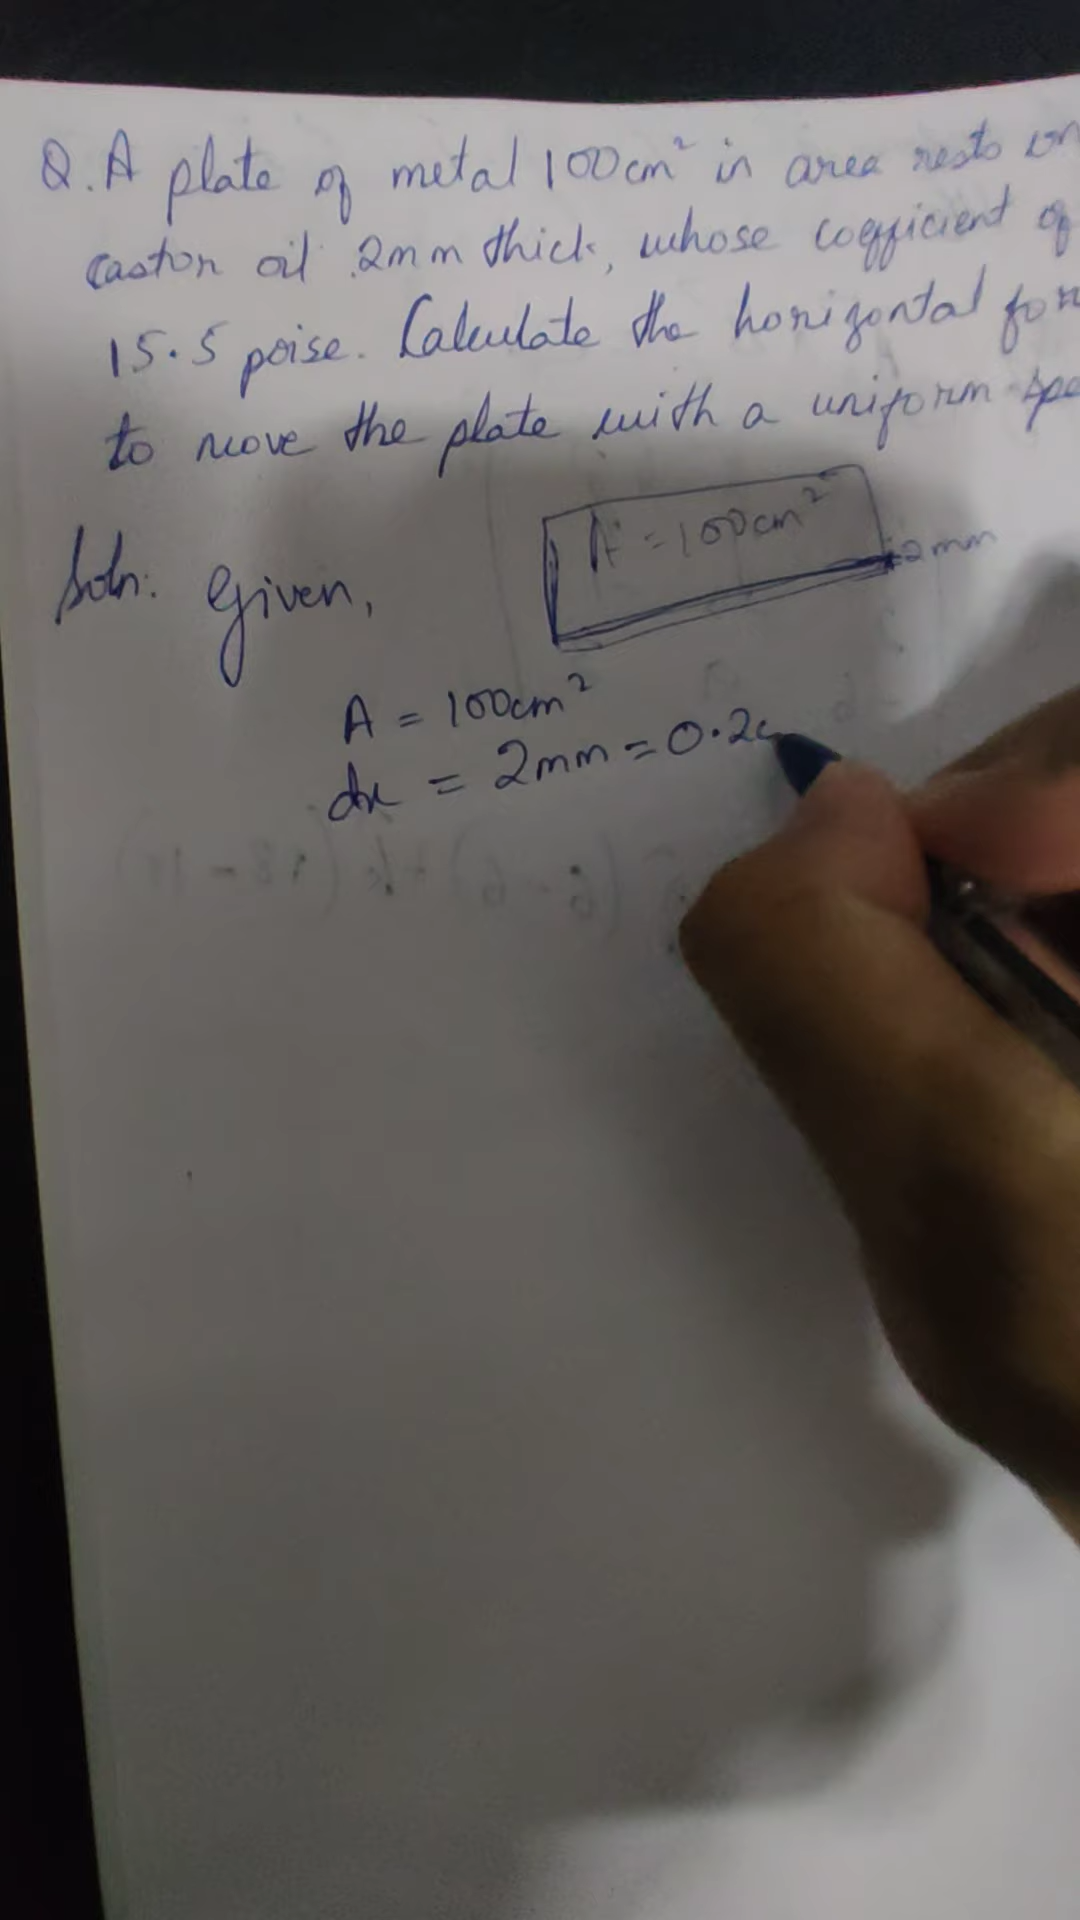 Q. A plate of metal 100cm² in area rests on
castor oil 2mm thick, whose coefficient of
15.5 poise. Calculate the horizontal
to move the plate with a uniform
A = 100cm²
2mm
Soln: Given,
A = 100cm²
dx = 2mm = 0.2c